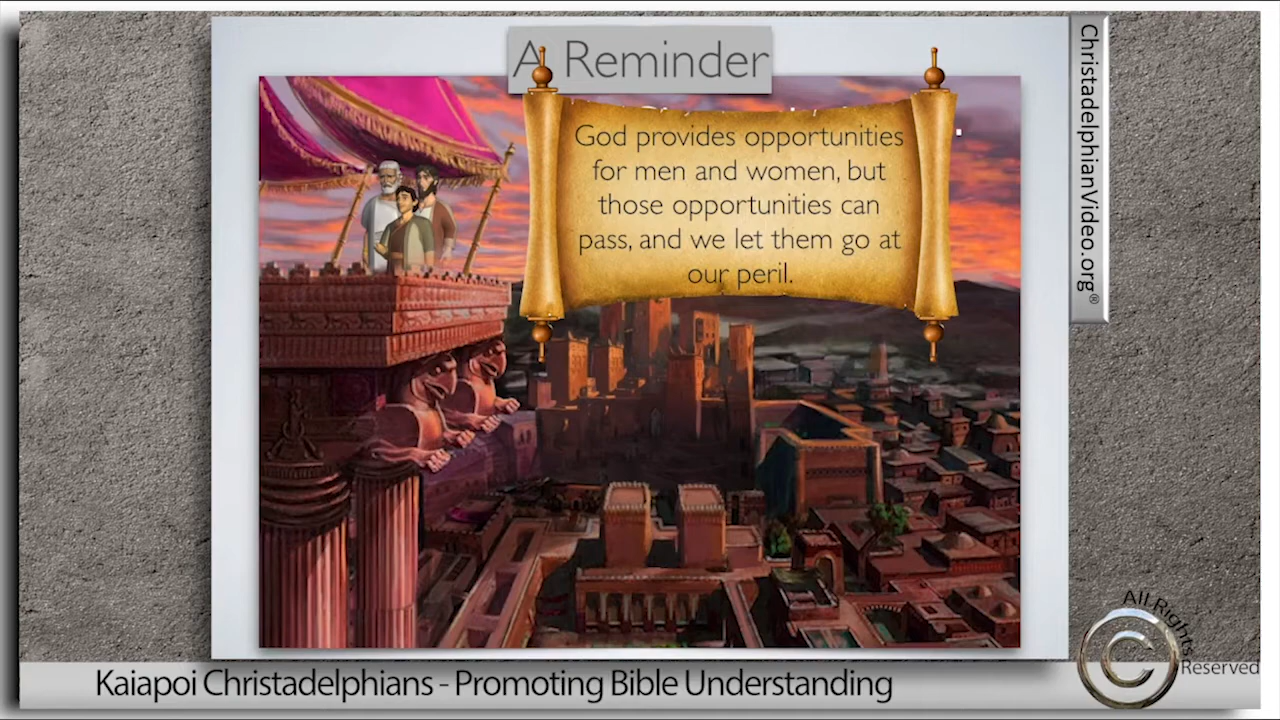 A Reminder
God provides opportunities
for men and women, but
those opportunities can
pass, and we let them go at
our peril.
ChristadelphianVideo.org®
All Rights
Reserved
Kaiapoi Christadelphians - Promoting Bible Understanding